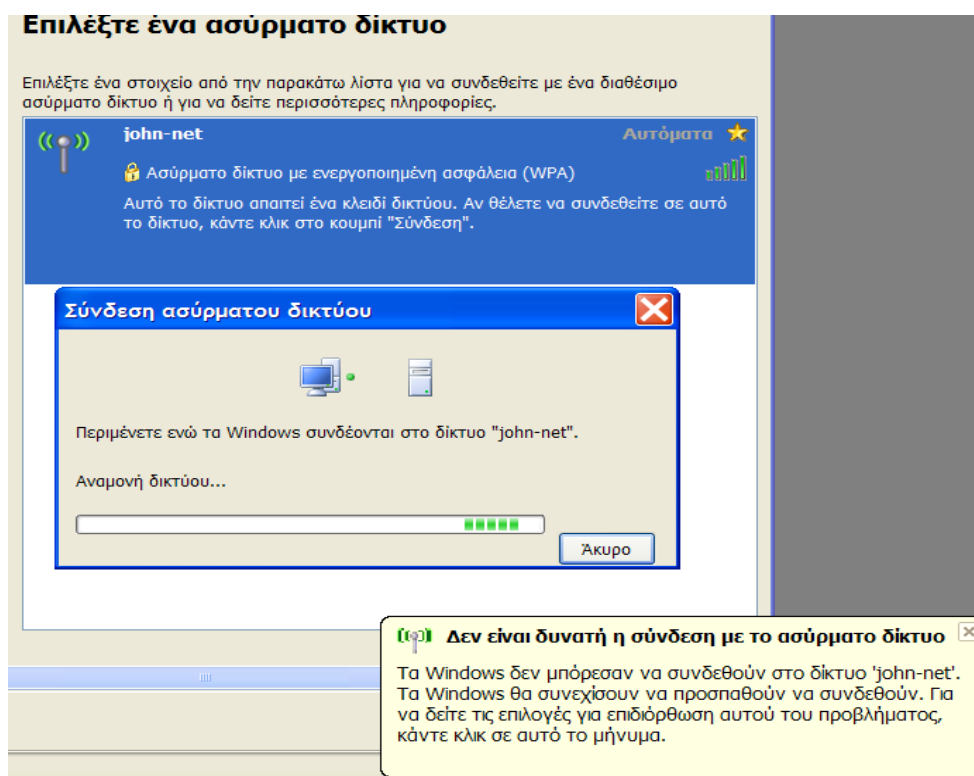 Επιλέξτε ένα ασύρματο δίκτυο
Επιλέξτε ένα στοιχείο από την παρακάτω λίστα για να συνδεθείτε με ένα διαθέσιμο
ασύρματο δίκτυο ή για να δείτε περισσότερες πληροφορίες.
john-net Αυτόματα
Ασύρματο δίκτυο με ενεργοποιημένη ασφάλεια (WPA)
Αυτό το δίκτυο απαιτεί ένα κλειδί δικτύου. Αν θέλετε να συνδεθείτε σε αυτό
το δίκτυο, κάντε κλικ στο κουμπί "Σύνδεση".
Σύνδεση ασύρματου δικτύου
Περιμένετε ενώ τα Windows συνδέονται στο δίκτυο "john-net".
Αναμονή δικτύου...
Άκυρο
Δεν είναι δυνατή η σύνδεση με το ασύρματο δίκτυο
Τα Windows δεν μπόρεσαν να συνδεθούν στο δίκτυο 'john-net'.
Τα Windows θα συνεχίσουν να προσπαθούν να συνδεθούν. Για
να δείτε τις επιλογές για επιδιόρθωση αυτού του προβλήματος,
κάντε κλικ σε αυτό το μήνυμα.